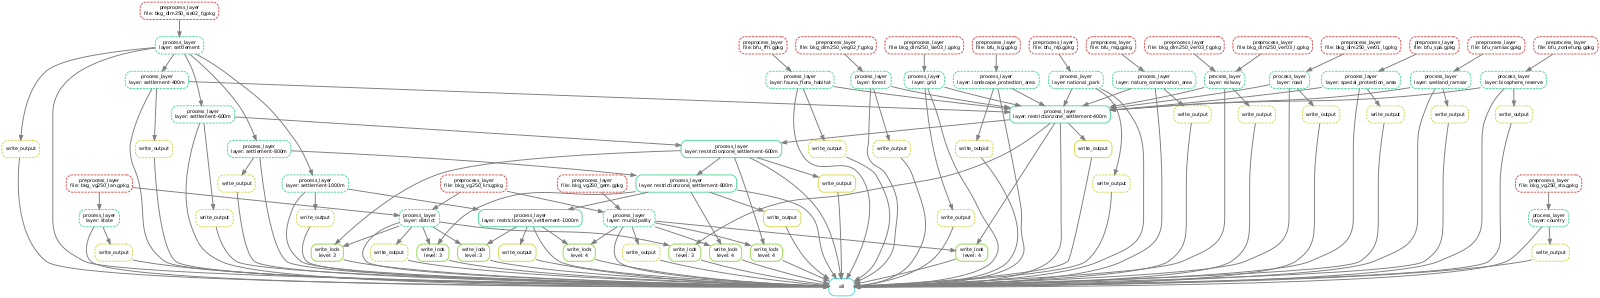 preprocess_layer
file: bkg_dlm250_sie02_f.gpkg
process_layer
layer: settlement
preprocess_layer
file: bfu_ffh.gpkg
preprocess_layer
file: bkg_dlm250_veg02_f.gpkg
preprocess_layer
file: bkg_dlm250_sie03_l.gpkg
preprocess_layer
file: bfu_lsg.gpkg
preprocess_layer
file: bfu_nlp.gpkg
preprocess_layer
file: bfu_nsg.gpkg
preprocess_layer
file: bkg_dlm250_ver03_f.gpkg
preprocess_layer
file: bkg_dlm250_ver03_l.gpkg
preprocess_layer
file: bkg_dlm250_ver01_l.gpkg
preprocess_layer
file: bfu_spa.gpkg
preprocess_layer
file: bfu_ramsar.gpkg
preprocess_layer
file: bfu_zonierung.gpkg
process_layer
layer: settlement-400m
process_layer
layer: fauna_flora_habitat
process_layer
layer: forest
process_layer
layer: grid
process_layer
layer: landscape_protection_area
process_layer
layer: national_park
process_layer
layer: nature_conservation_area
process_layer
layer: railway
process_layer
layer: road
process_layer
layer: special_protection_area
process_layer
layer: wetland_ramsar
process_layer
layer: biosphere_reserve
process_layer
layer: settlement-600m
process_layer
layer: restrictionzone_settlement-400m
write_output
write_output
write_output
write_output
write_output
write_output
write_output
write_output
write_output
process_layer
layer: settlement-800m
process_layer
layer: restrictionzone_settlement-600m
write_output
write_output
write_output
write_output
preprocess_layer
file: bkg_vg250_lan.gpkg
write_output
process_layer
layer: settlement-1000m
preprocess_layer
file: bkg_vg250_krs.gpkg
preprocess_layer
file: bkg_vg250_gem.gpkg
process_layer
layer: restrictionzone_settlement-800m
write_output
write_output
preprocess_layer
file: bkg_vg250_sta.gpkg
process_layer
layer: state
write_output
write_output
process_layer
layer: district
process_layer
layer: restrictionzone_settlement-1000m
process_layer
layer: municipality
write_output
write_output
process_layer
layer: country
write_output
write_lods
level: 3
write_output
write_lods
level: 3
write_lods
level: 3
write_output
write_lods
level: 4
write_output
write_lods
level: 3
write_lods
level: 4
write_lods
level: 4
write_lods
level: 4
write_output
all